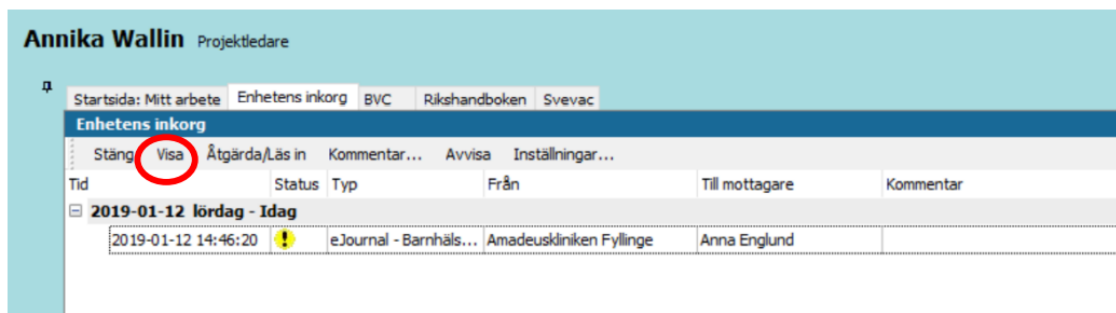 Annika Wallin Projektledare
Startsida: Mitt arbete Enhetens inkorg BVC Rikshandboken Svevac
Enhetens inkorg
Stäng Visa Åtgärda/Läs in Kommentar... Avvisa Inställningar...
Tid Status Typ Från Till mottagare Kommentar
2019-01-12 lördag - Idag
2019-01-12 14:46:20 eJournal - Barnhäls... Amadeuskliniken Fyllinge Anna Englund